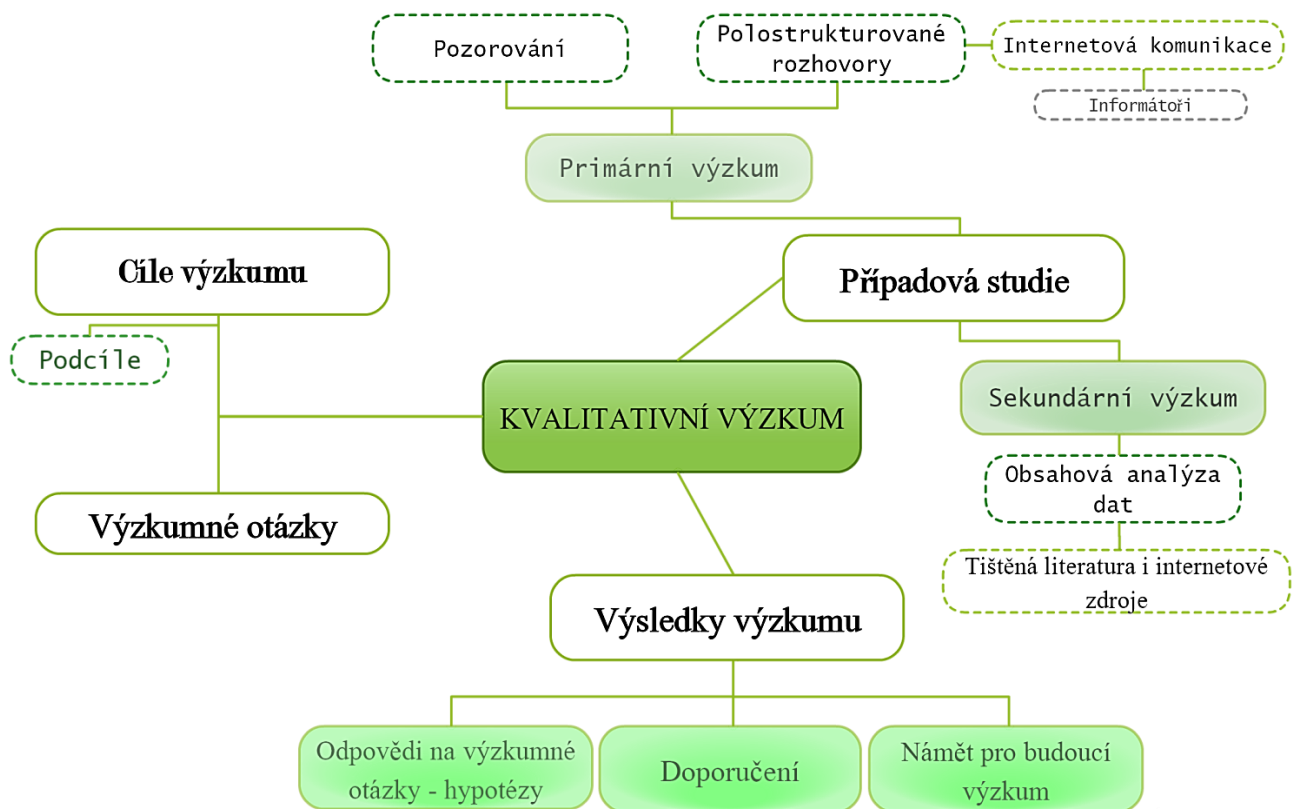 Pozorování
Polostrukturované
rozhovory
Internetová komunikace
Informátoři
Primární výzkum
Cíle výzkumu
Případová studie
Podcíle
KVALITATIVNÍ VÝZKUM
Sekundární výzkum
Obsahová analýza
dat
Výzkumné otázky
Tištěná literatura i internetové
zdroje
Výsledky výzkumu
Odpovědi na výzkumné
otázky - hypotézy
Doporučení
Námět pro budoucí
výzkum